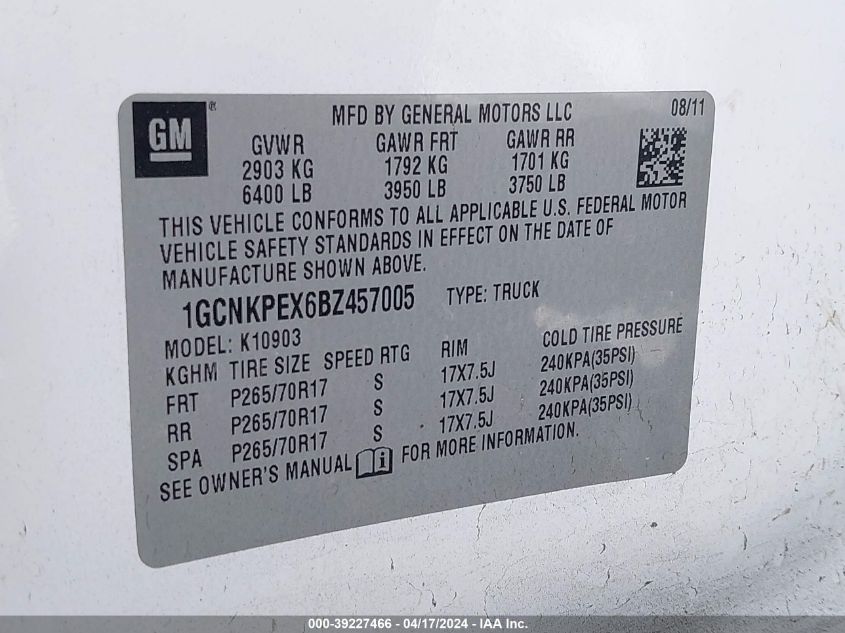 GM ®
MFD BY GENERAL MOTORS LLC 08/11
GVWR GAWR FRT GAWR RR
2903 KG 1792 KG 1701 KG
6400 LB 3950 LB 3750 LB
THIS VEHICLE CONFORMS TO ALL APPLICABLE U.S. FEDERAL MOTOR
VEHICLE SAFETY STANDARDS IN EFFECT ON THE DATE OF
MANUFACTURE SHOWN ABOVE.
1GCNKPEX6BZ457005 TYPE: TRUCK
MODEL: K10903
KGHM TIRE SIZE SPEED RTG RIM COLD TIRE PRESSURE
FRT P265/70R17 S 17X7.5J 240KPA(35PSI)
RR P265/70R17 S 17X7.5J 240KPA(35PSI)
SPA P265/70R17 S 17X7.5J 240KPA(35PSI)
SEE OWNER'S MANUAL i FOR MORE INFORMATION.
000-39227466 - 04/17/2024 - IAA Inc.